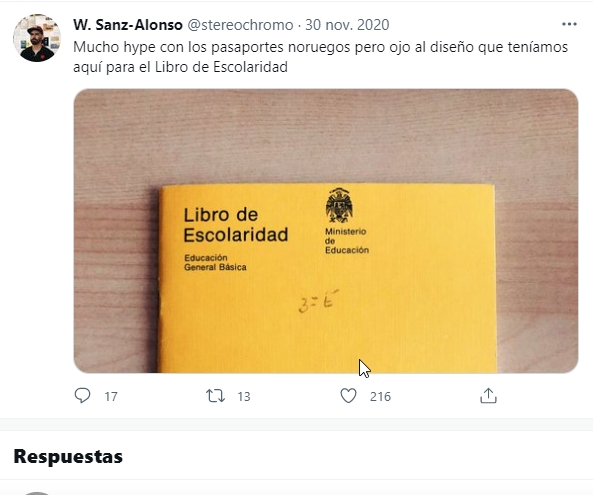 W. Sanz-Alonso @stereochromo · 30 nov. 2020
Mucho hype con los pasaportes noruegos pero ojo al diseño que teníamos
aquí para el Libro de Escolaridad
Libro de
Escolaridad
Educación
General Básica
Ministerio
de
Educación
3º E
17 13 216
Respuestas